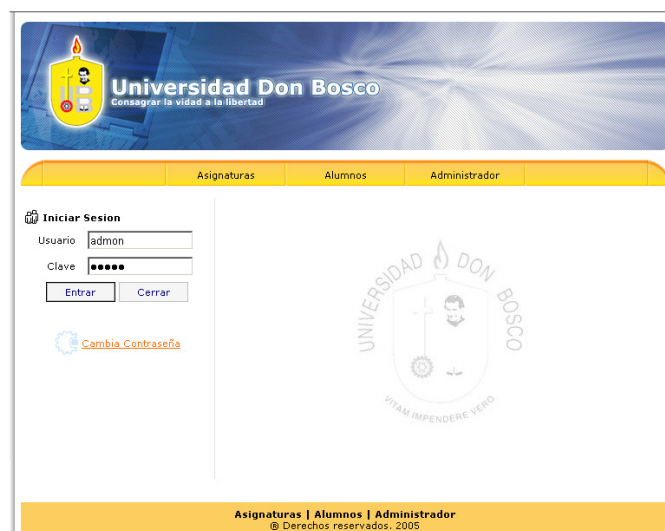 Universidad Don Bosco
Consagrar la vidad a la libertad
Asignaturas Alumnos Administrador
Iniciar Sesion
Usuario admon
Clave ●●●●●
Entrar Cerrar
Cambia Contraseña
UNIVERSIDAD DON BOSCO
VITAM IMPENDERE VERO
Asignaturas | Alumnos | Administrador
® Derechos reservados. 2005